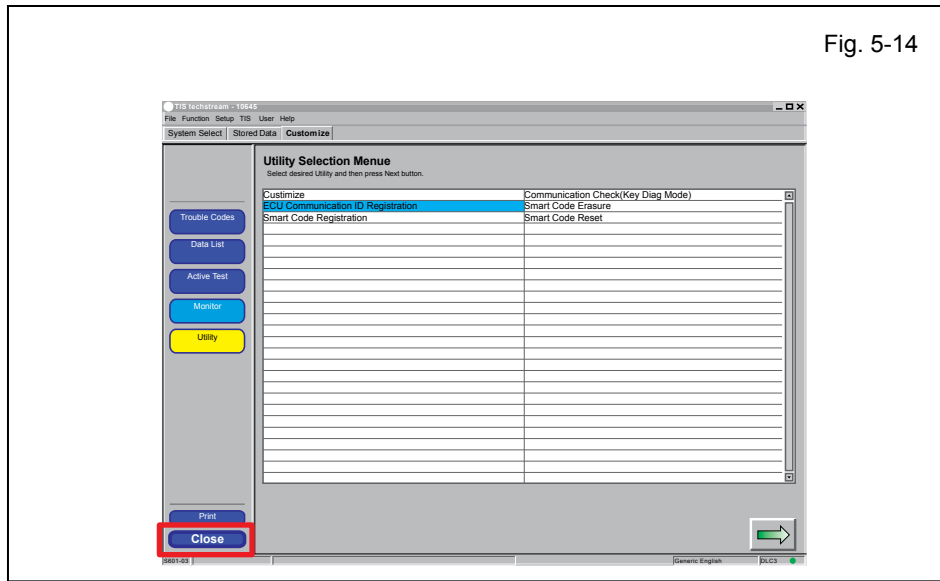 Fig. 5-14
TIS techstream - 10645
File Function Setup TIS User Help
System Select Stored Data Customize
Utility Selection Menue
Select desired Utility and then press Next button.
Custimize Communication Check(Key Diag Mode)
ECU Communication ID Registration Smart Code Erasure
Smart Code Registration Smart Code Reset
Trouble Codes
Data List
Active Test
Monitor
Utility
Print
Close
S601-03 Generic English DLC3